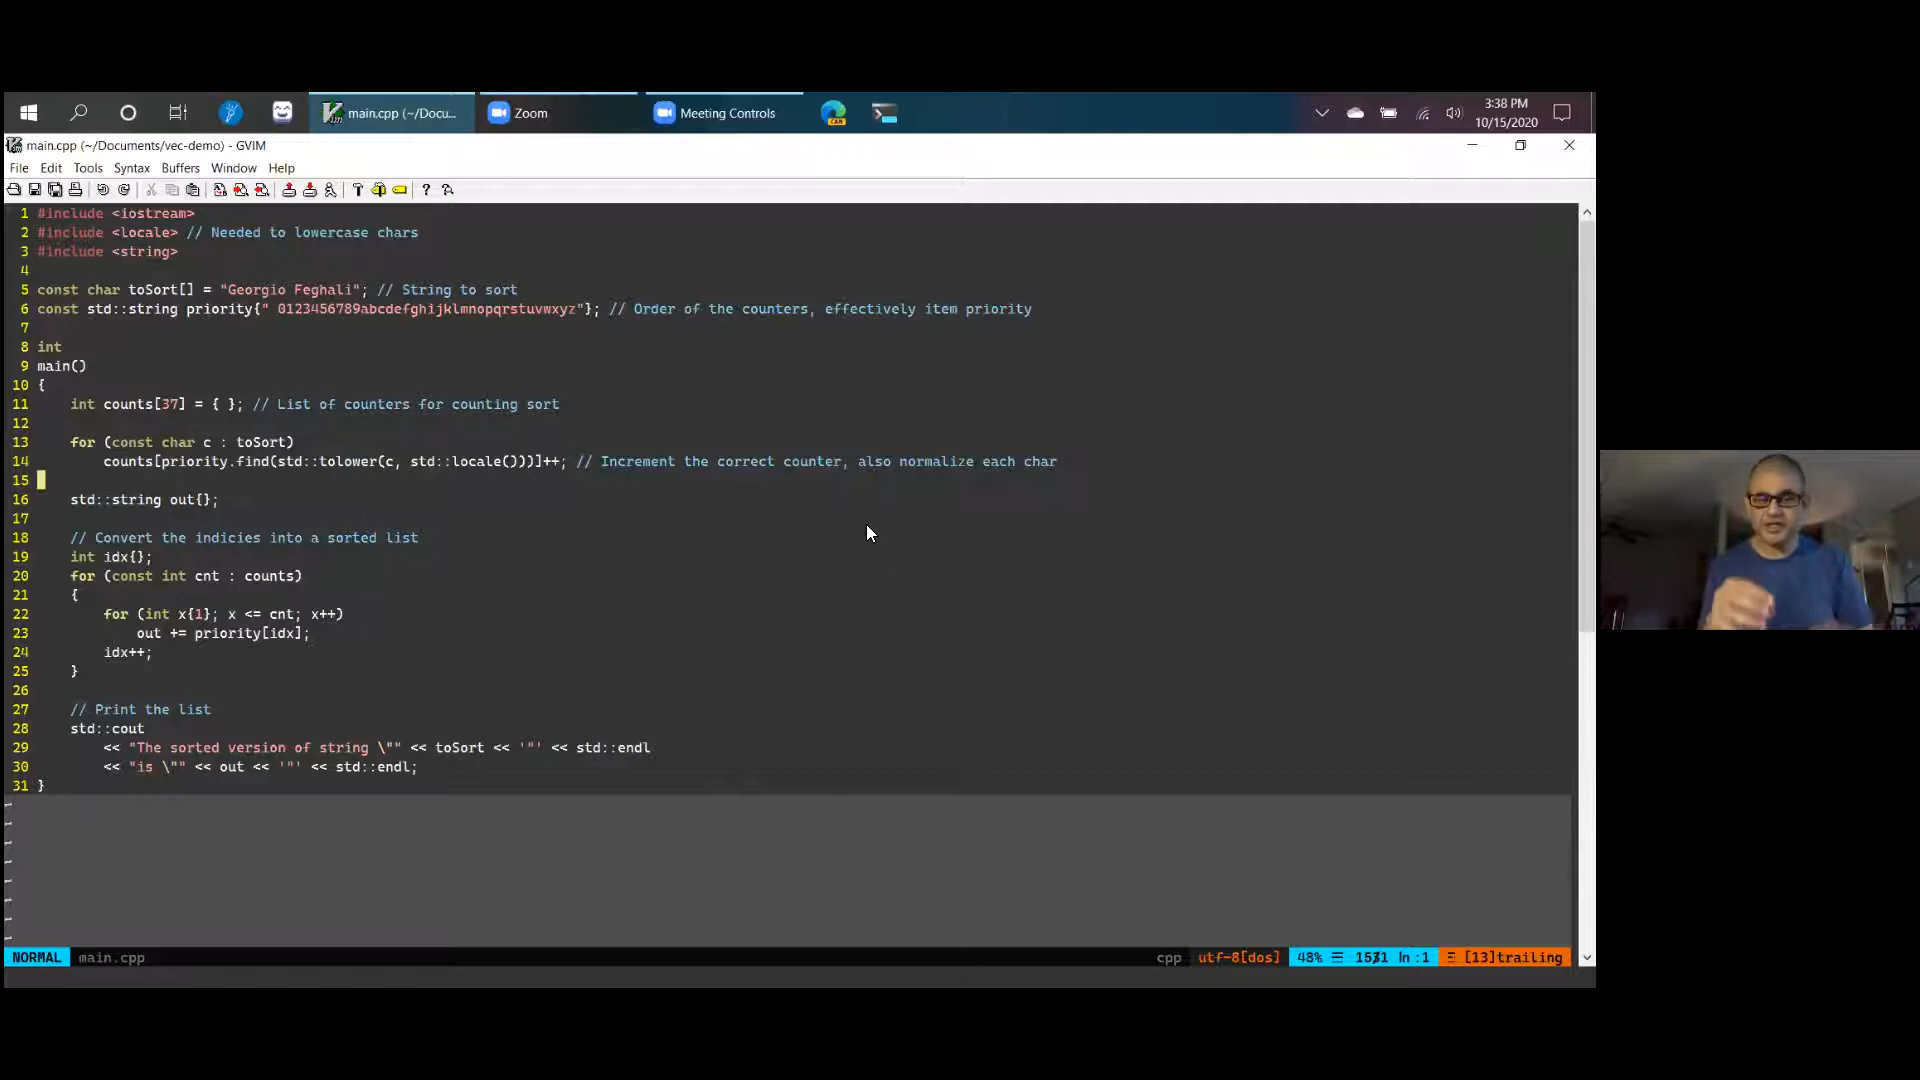 main.cpp (~/Docu...
Zoom
Meeting Controls
CAN
3:38 PM
10/15/2020
main.cpp (~/Documents/vec-demo) - GVIM
File Edit Tools Syntax Buffers Window Help
1 #include <iostream>
2 #include <locale> // Needed to lowercase chars
3 #include <string>
4
5 const char toSort[] = "Georgio Feghali"; // String to sort
6 const std::string priority{" 0123456789abcdefghijklmnopqrstuvwxyz"}; // Order of the counters, effectively item priority
7
8 int
9 main()
10 {
11     int counts[37] = { }; // List of counters for counting sort
12
13     for (const char c : toSort)
14         counts[priority.find(std::tolower(c, std::locale()))]++; // Increment the correct counter, also normalize each char
15
16     std::string out{};
17
18     // Convert the indicies into a sorted list
19     int idx{};
20     for (const int cnt : counts)
21     {
22         for (int x{1}; x <= cnt; x++)
23             out += priority[idx];
24         idx++;
25     }
26
27     // Print the list
28     std::cout
29         << "The sorted version of string \"" << toSort << '"' << std::endl
30         << "is \"" << out << '"' << std::endl;
31 }
~
~
~
~
~
~
~
~
NORMAL main.cpp
cpp utf-8[dos] 48% ☰ ln :1 Ξ [13]trailing